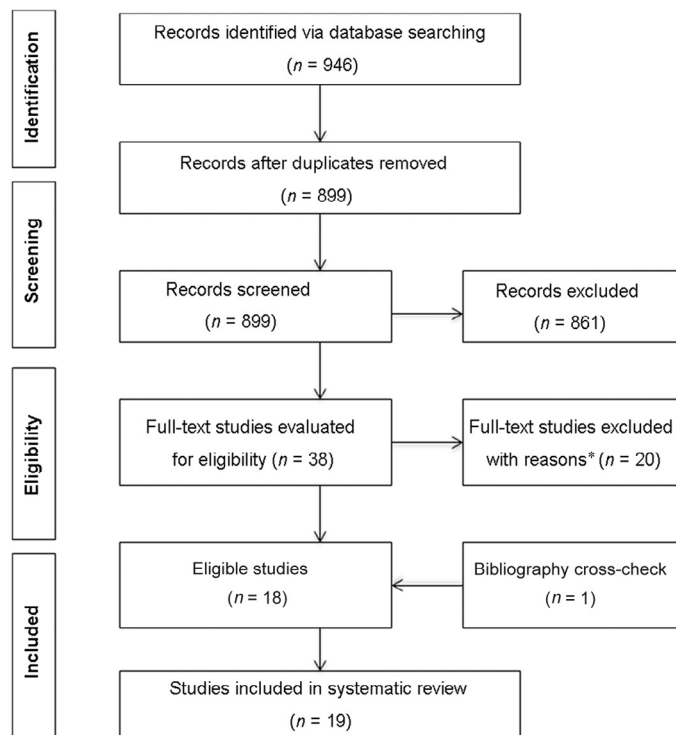 Identification
Records identified via database searching
(n = 946)
Records after duplicates removed
(n = 899)
Screening
Records screened
(n = 899)
Records excluded
(n = 861)
Eligibility
Full-text studies evaluated
for eligibility (n = 38)
Full-text studies excluded
with reasons* (n = 20)
Included
Eligible studies
(n = 18)
Bibliography cross-check
(n = 1)
Studies included in systematic review
(n = 19)